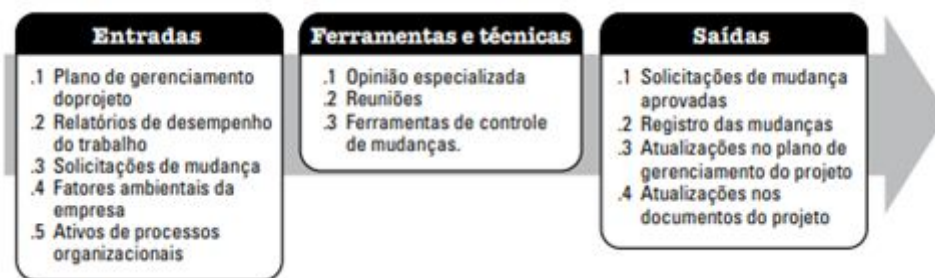 Entradas
.1 Plano de gerenciamento
doprojeto
.2 Relatórios de desempenho
do trabalho
.3 Solicitações de mudança
.4 Fatores ambientais da
empresa
.5 Ativos de processos
organizacionais
Ferramentas e técnicas
.1 Opinião especializada
.2 Reuniões
.3 Ferramentas de controle
de mudanças.
Saídas
.1 Solicitações de mudança
aprovadas
.2 Registro das mudanças
.3 Atualizações no plano de
gerenciamento do projeto
.4 Atualizações nos
documentos do projeto